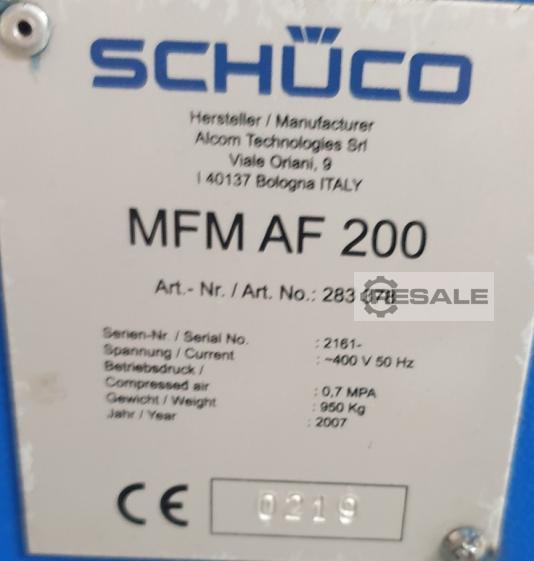 SCHÜCO
Hersteller / Manufacturer
Alcom Technologies Srl
Viale Oriani, 9
I 40137 Bologna ITALY
MFM AF 200
Art.- Nr. / Art. No.: 283
RESALE
Serien-Nr. / Serial No. : 2161-
Spannung / Current : ~400 V 50 Hz
Betriebsdruck /
Compressed air : 0,7 MPA
Gewicht / Weight : 950 Kg
Jahr / Year : 2007
CE 0219